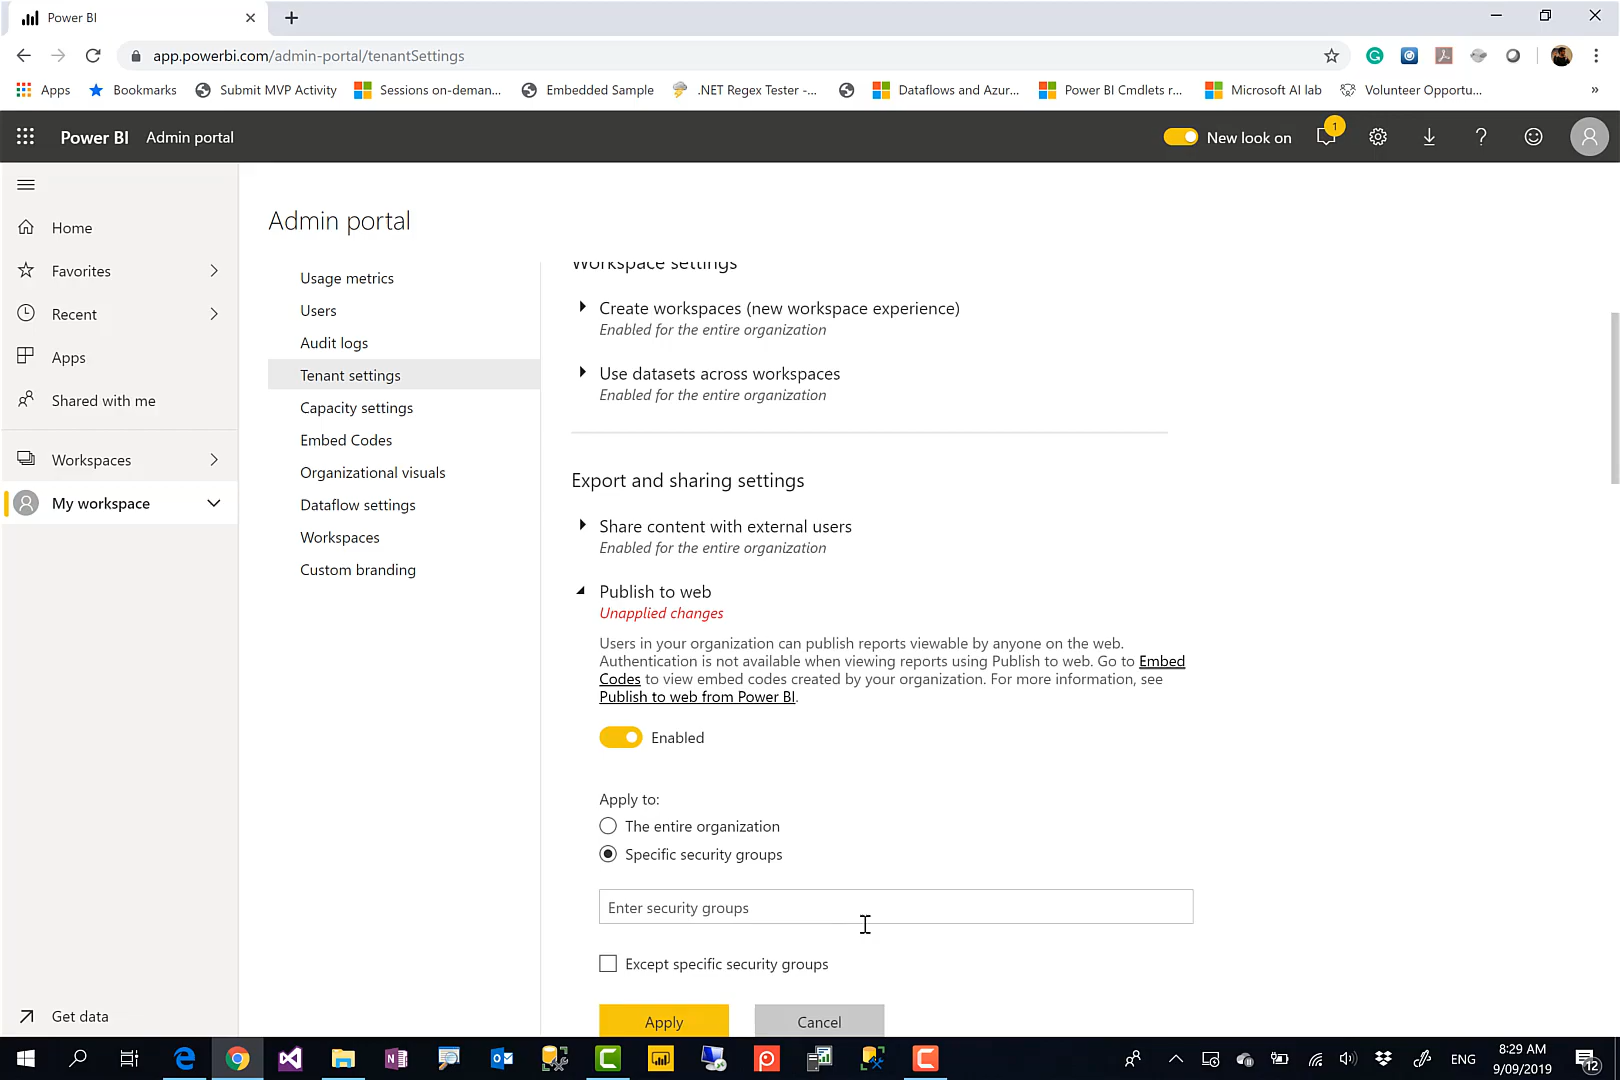 Power BI
app.powerbi.com/admin-portal/tenantSettings
Apps
Bookmarks
Submit MVP Activity
Sessions on-deman...
Embedded Sample
.NET Regex Tester -...
Dataflows and Azur...
Power BI Cmdlets r...
Microsoft AI lab
Volunteer Opportu...
»
Power BI
Admin portal
New look on
1
Home
Favorites
Recent
Apps
Shared with me
Workspaces
My workspace
Get data
Admin portal
Usage metrics
Users
Audit logs
Tenant settings
Capacity settings
Embed Codes
Organizational visuals
Dataflow settings
Workspaces
Custom branding
Workspace settings
Create workspaces (new workspace experience)
Enabled for the entire organization
Use datasets across workspaces
Enabled for the entire organization
Export and sharing settings
Share content with external users
Enabled for the entire organization
Publish to web
Unapplied changes
Users in your organization can publish reports viewable by anyone on the web.
Authentication is not available when viewing reports using Publish to web. Go to Embed
Codes to view embed codes created by your organization. For more information, see
Publish to web from Power BI.
Enabled
Apply to:
The entire organization
Specific security groups
Enter security groups
Except specific security groups
Apply
Cancel
ENG
8:29 AM
9/09/2019
12